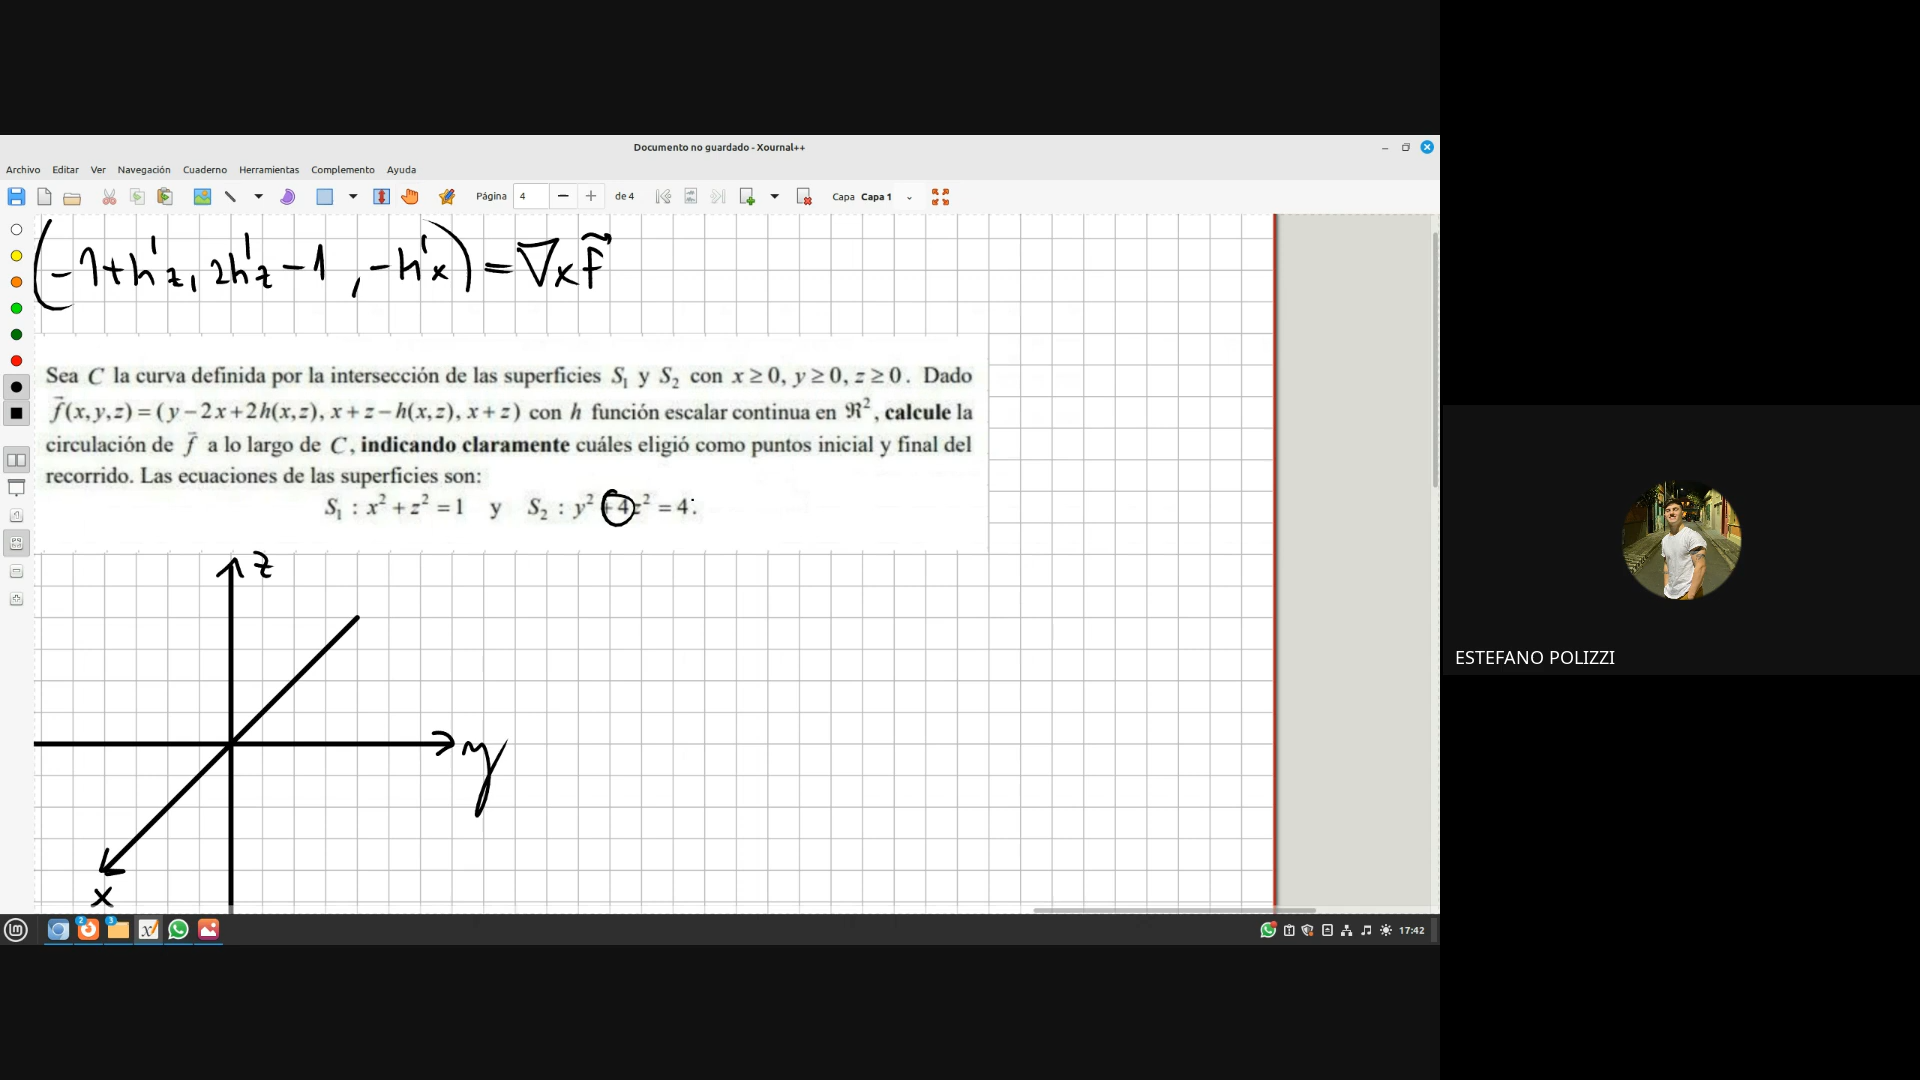 Documento no guardado - Xournal++
Archivo Editar Ver Navegación Cuaderno Herramientas Complemento Ayuda
Página 4 de 4 Capa Capa 1
(-1+h'z, 2h'z-1, -h'x) = ∇x f⃗
Sea C la curva definida por la intersección de las superficies S₁ y S₂ con x≥0, y≥0, z≥0. Dado
f⃗(x,y,z)=(y-2x+2h(x,z), x+z-h(x,z), x+z) con h función escalar continua en ℜ², calcule la
circulación de f⃗ a lo largo de C, indicando claramente cuáles eligió como puntos inicial y final del
recorrido. Las ecuaciones de las superficies son:
S₁ : x²+z²=1 y S₂ : y²+4z²=4.
z
y
x
ESTEFANO POLIZZI
2
3
17:42